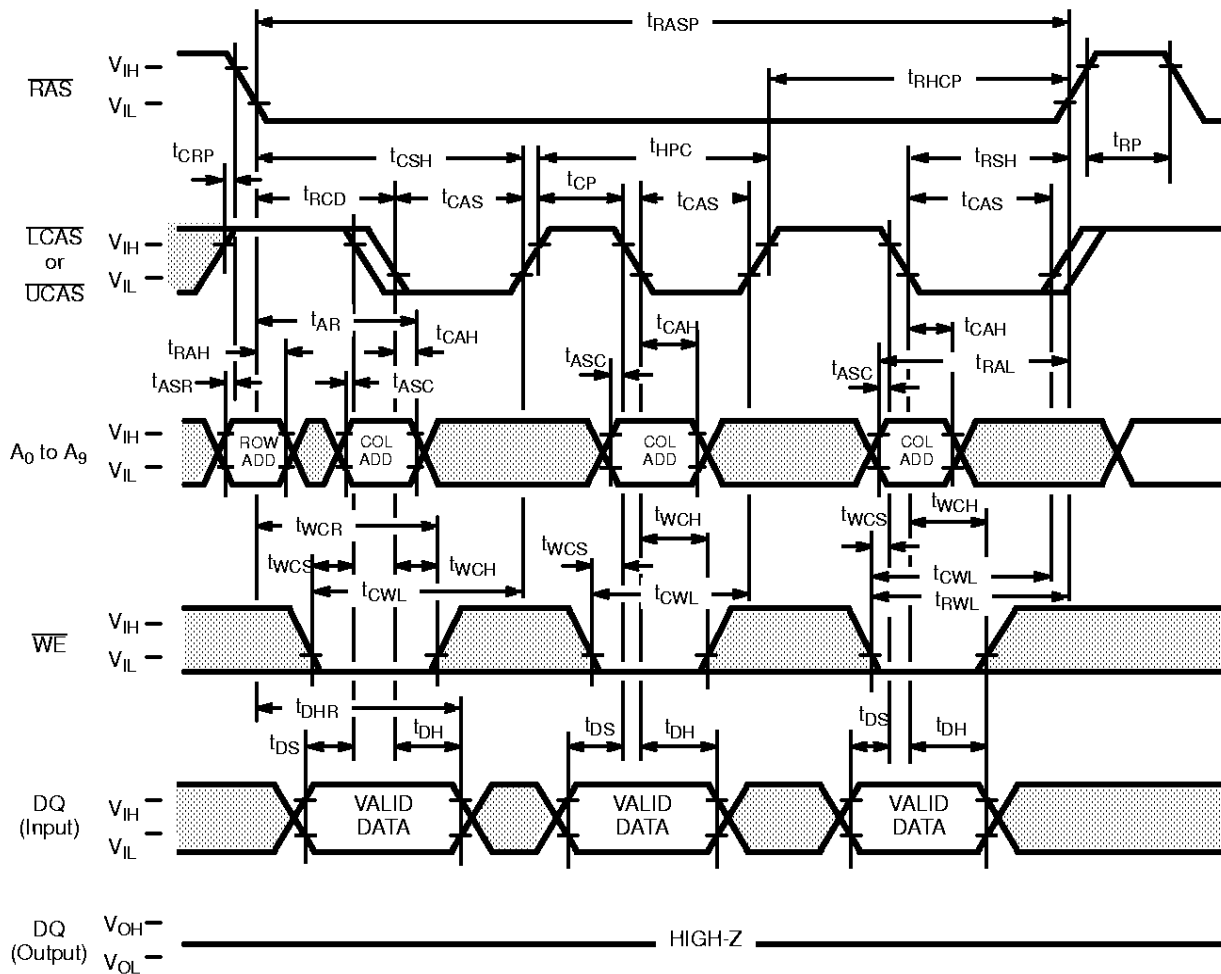 tRASP
VIH
RAS
tRHCP
VIL
tCRP
tCSH
tHPC
tRSH
tRP
tRCD
tCAS
tCP
tCAS
tCAS
LCAS
or
UCAS
VIH
VIL
tAR
tCAH
tCAH
tCAH
tRAH
tASR
tASC
tASC
tASC
tRAL
A0 to A9
VIH
VIL
ROW
ADD
COL
ADD
COL
ADD
COL
ADD
tWCR
tWCH
tWCS
tWCH
tWCS
tWCH
tWCS
tCWL
tCWL
tCWL
tRWL
WE
VIH
VIL
tDHR
tDS
tDH
tDS
tDH
tDS
tDH
DQ
(Input)
VIH
VIL
VALID
DATA
VALID
DATA
VALID
DATA
DQ
(Output)
VOH
VOL
HIGH-Z